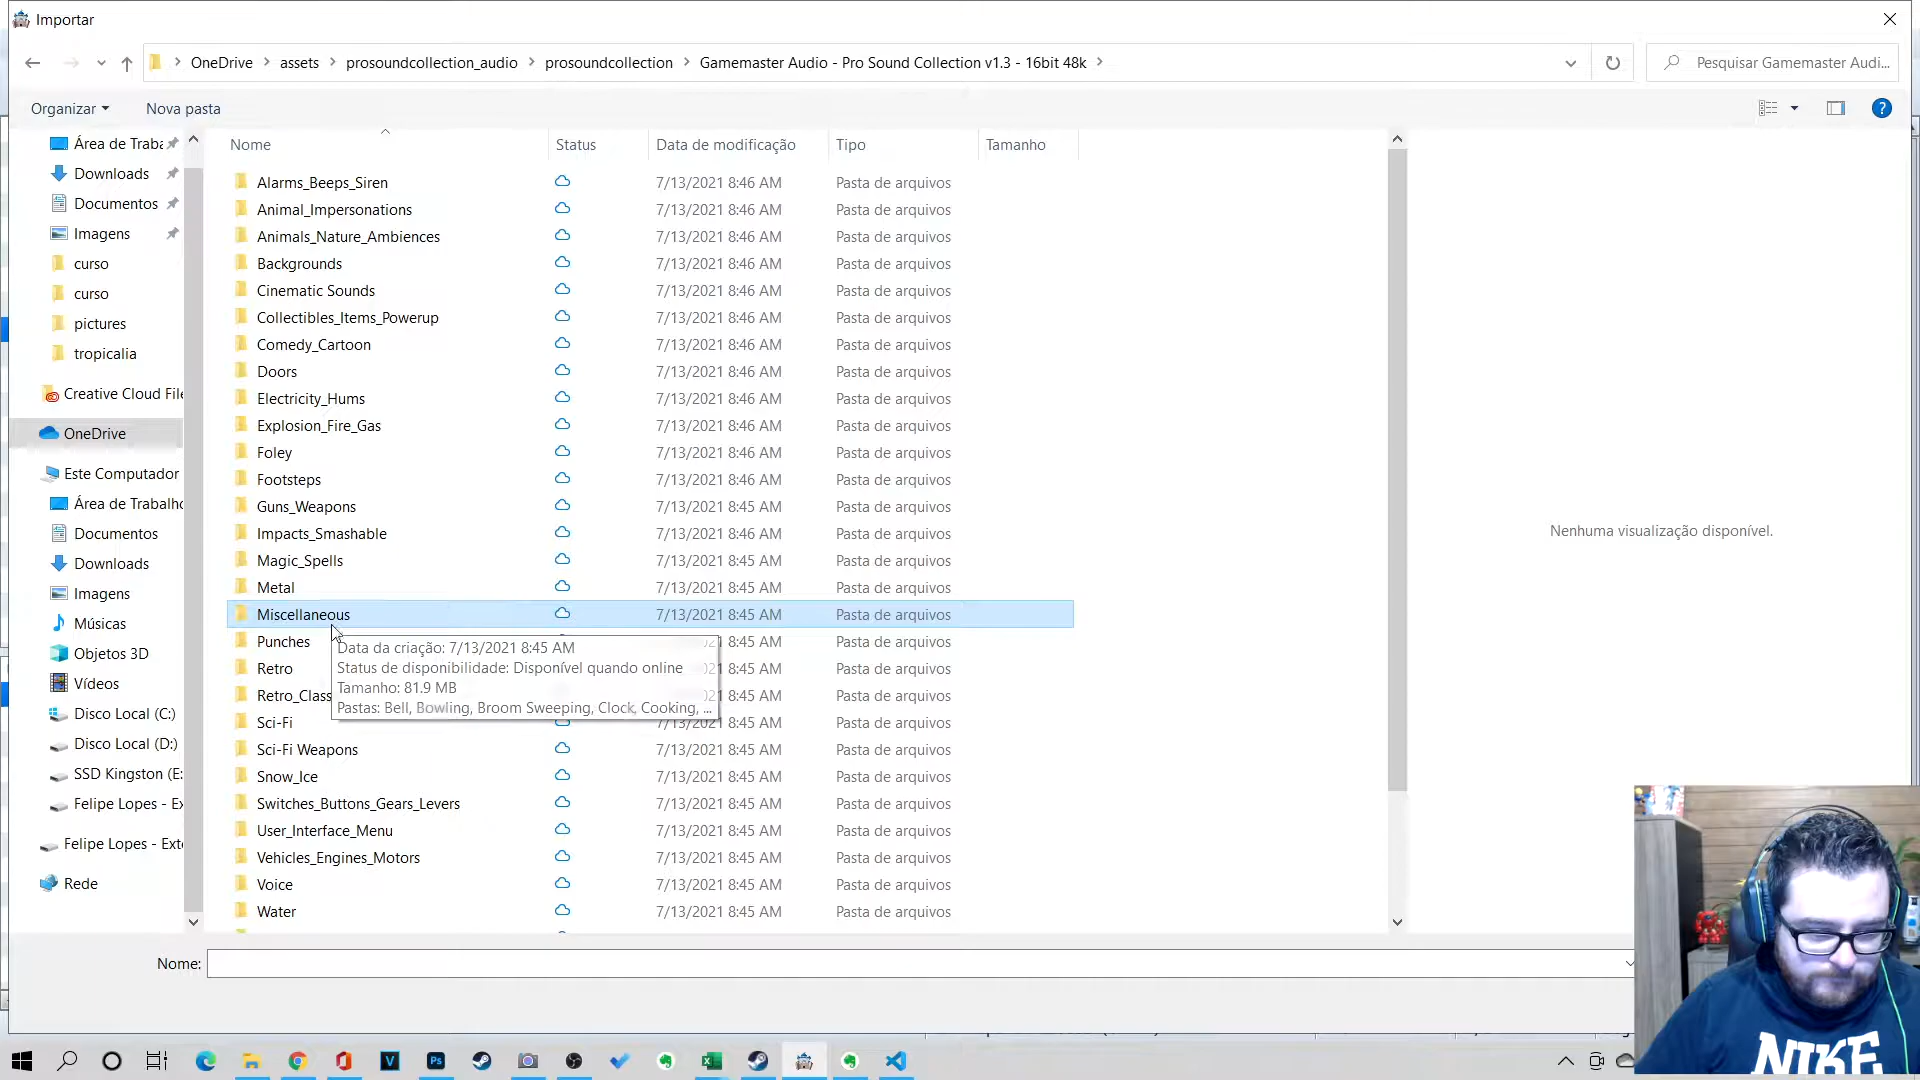 Importar
OneDrive assets prosoundcollection_audio prosoundcollection Gamemaster Audio - Pro Sound Collection v1.3 - 16bit 48k
Pesquisar Gamemaster Audi...
Organizar Nova pasta
Nome Status Data de modificação Tipo Tamanho
Área de Traba
Downloads
Documentos
Imagens
curso
curso
pictures
tropicalia
Creative Cloud File
OneDrive
Este Computador
Área de Trabalho
Documentos
Downloads
Imagens
Músicas
Objetos 3D
Vídeos
Disco Local (C:)
Disco Local (D:)
SSD Kingston (E:
Felipe Lopes - Ex
Felipe Lopes - Exte
Rede
Alarms_Beeps_Siren 7/13/2021 8:46 AM Pasta de arquivos
Animal_Impersonations 7/13/2021 8:46 AM Pasta de arquivos
Animals_Nature_Ambiences 7/13/2021 8:46 AM Pasta de arquivos
Backgrounds 7/13/2021 8:46 AM Pasta de arquivos
Cinematic Sounds 7/13/2021 8:46 AM Pasta de arquivos
Collectibles_Items_Powerup 7/13/2021 8:46 AM Pasta de arquivos
Comedy_Cartoon 7/13/2021 8:46 AM Pasta de arquivos
Doors 7/13/2021 8:46 AM Pasta de arquivos
Electricity_Hums 7/13/2021 8:46 AM Pasta de arquivos
Explosion_Fire_Gas 7/13/2021 8:46 AM Pasta de arquivos
Foley 7/13/2021 8:46 AM Pasta de arquivos
Footsteps 7/13/2021 8:46 AM Pasta de arquivos
Guns_Weapons 7/13/2021 8:45 AM Pasta de arquivos
Impacts_Smashable 7/13/2021 8:46 AM Pasta de arquivos
Magic_Spells 7/13/2021 8:45 AM Pasta de arquivos
Metal 7/13/2021 8:45 AM Pasta de arquivos
Miscellaneous 7/13/2021 8:45 AM Pasta de arquivos
Punches 021 8:45 AM Pasta de arquivos
Retro 021 8:45 AM Pasta de arquivos
Retro_Class 021 8:45 AM Pasta de arquivos
Sci-Fi 7/13/2021 8:45 AM Pasta de arquivos
Sci-Fi Weapons 7/13/2021 8:45 AM Pasta de arquivos
Snow_Ice 7/13/2021 8:45 AM Pasta de arquivos
Switches_Buttons_Gears_Levers 7/13/2021 8:45 AM Pasta de arquivos
User_Interface_Menu 7/13/2021 8:45 AM Pasta de arquivos
Vehicles_Engines_Motors 7/13/2021 8:45 AM Pasta de arquivos
Voice 7/13/2021 8:45 AM Pasta de arquivos
Water 7/13/2021 8:45 AM Pasta de arquivos
Data da criação: 7/13/2021 8:45 AM
Status de disponibilidade: Disponível quando online
Tamanho: 81.9 MB
Pastas: Bell, Bowling, Broom Sweeping, Clock, Cooking, ...
Nenhuma visualização disponível.
Nome:
NIKE